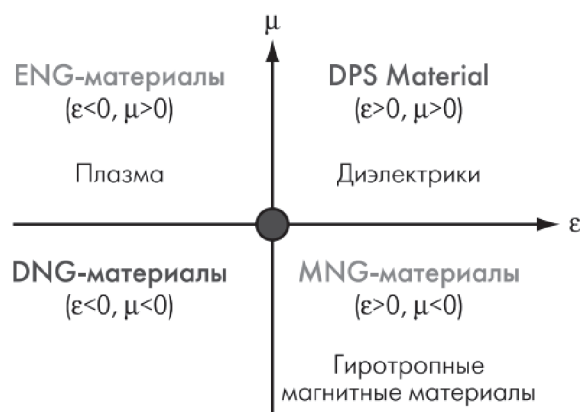 μ
ENG-материалы
(ε<0, μ>0)
Плазма
DPS Material
(ε>0, μ>0)
Диэлектрики
ε
DNG-материалы
(ε<0, μ<0)
MNG-материалы
(ε>0, μ<0)
Гиротропные
магнитные материалы